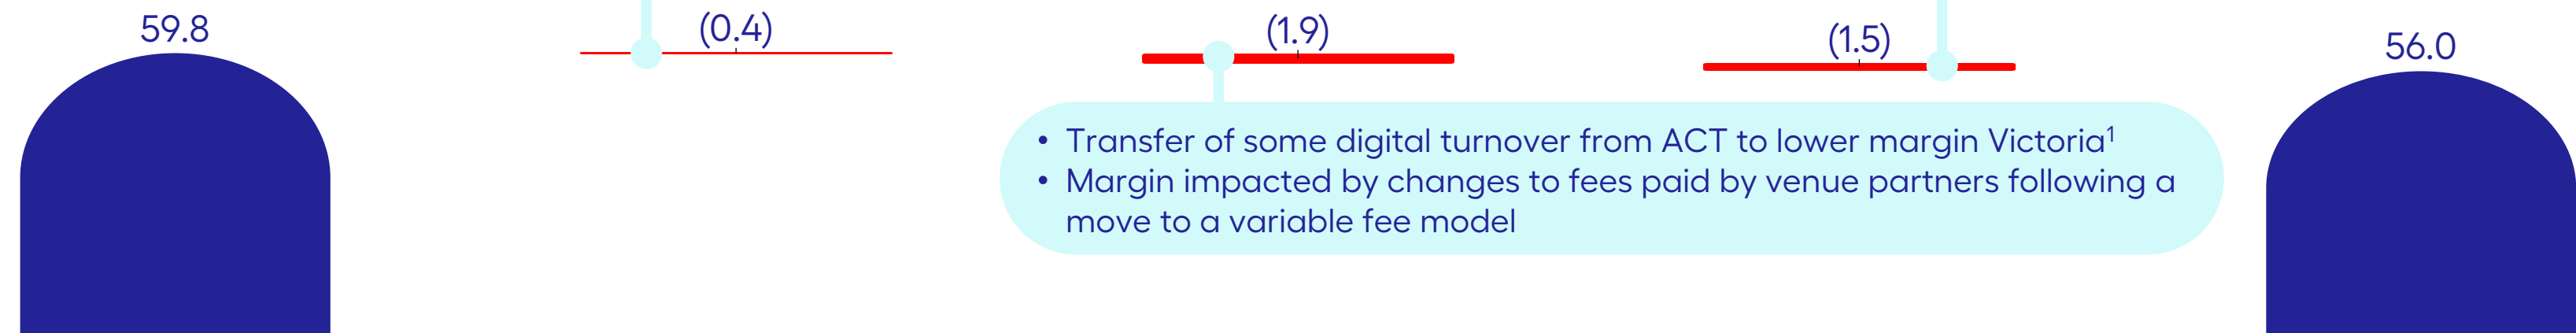 59.8
(0.4)
(1.9)
(1.5)
56.0
• Transfer of some digital turnover from ACT to lower margin Victoria¹
• Margin impacted by changes to fees paid by venue partners following a
move to a variable fee model